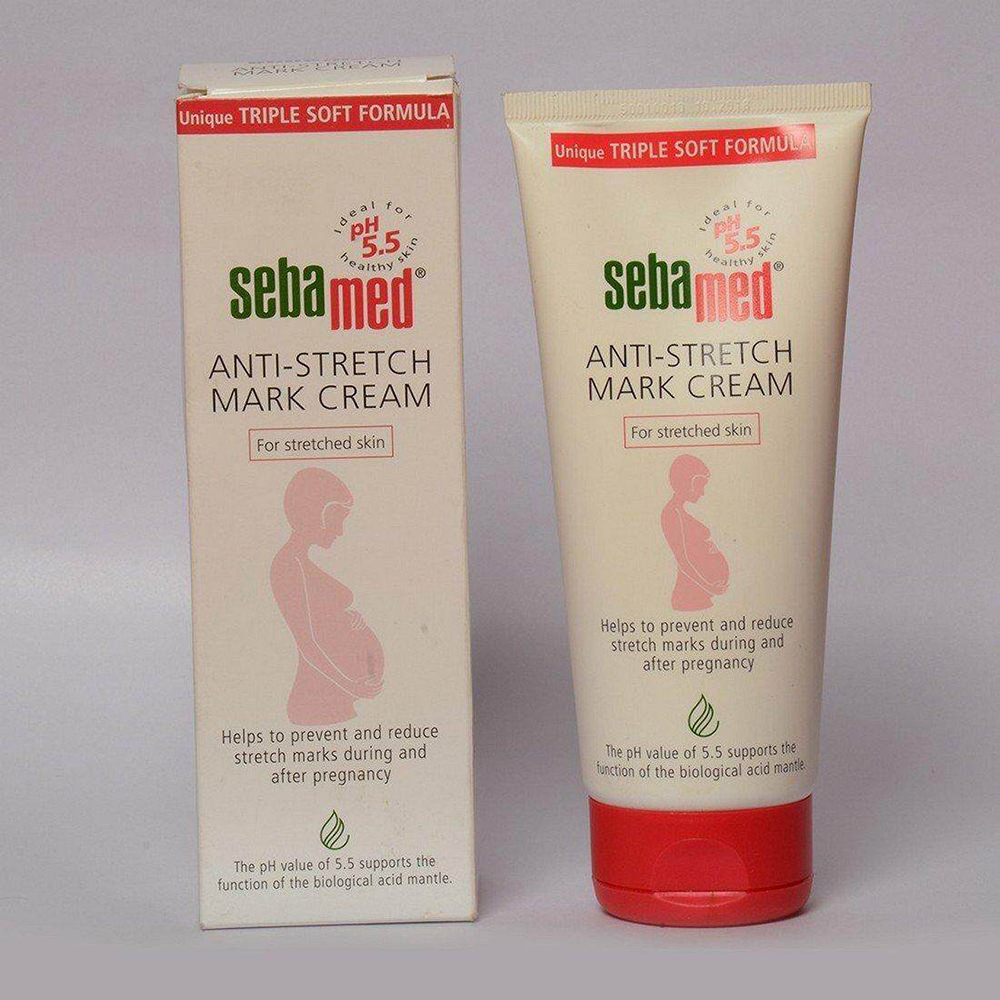 MARK CREAM
Unique TRIPLE SOFT FORMULA
Ideal for
pH
5.5
healthy skin
sebamed®
ANTI-STRETCH
MARK CREAM
For stretched skin
Helps to prevent and reduce
stretch marks during and
after pregnancy
The pH value of 5.5 supports the
function of the biological acid mantle.
Unique TRIPLE SOFT FORMULA
Ideal for
pH
5.5
healthy skin
sebamed®
ANTI-STRETCH
MARK CREAM
For stretched skin
Helps to prevent and reduce
stretch marks during and
after pregnancy
The pH value of 5.5 supports the
function of the biological acid mantle.